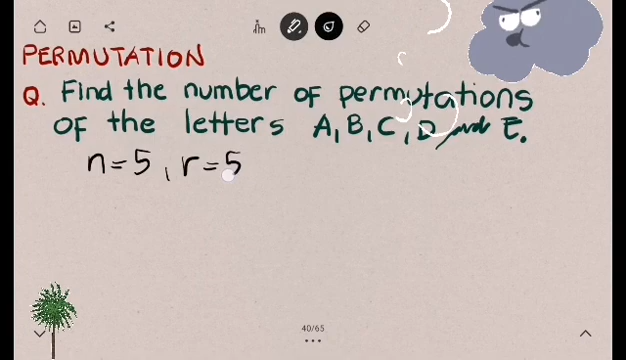 PERMUTATION
Q. Find the number of permutations
of the letters A, B, C, D and E.
n=5, r=5
40/65